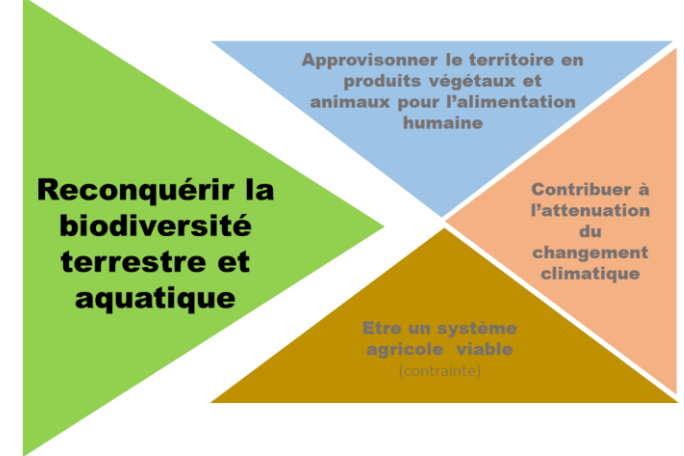 Approvisonner le territoire en
produits végétaux et
animaux pour l'alimentation
humaine
Reconquérir la
biodiversité
terrestre et
aquatique
Contribuer à
l'attenuation
du
changement
climatique
Etre un système
agricole viable
(contrainte)